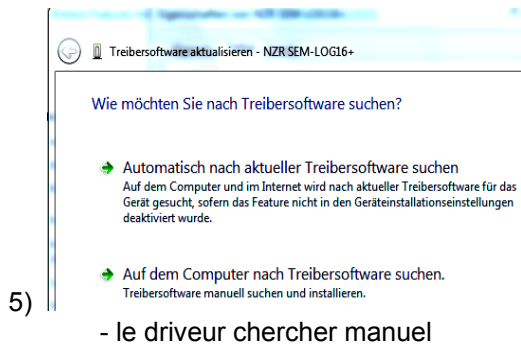 Treibersoftware aktualisieren - NZR SEM-LOG16+
Wie möchten Sie nach Treibersoftware suchen?
Automatisch nach aktueller Treibersoftware suchen
Auf dem Computer und im Internet wird nach aktueller Treibersoftware für das
Gerät gesucht, sofern das Feature nicht in den Geräteinstallationseinstellungen
deaktiviert wurde.
Auf dem Computer nach Treibersoftware suchen.
Treibersoftware manuell suchen und installieren.
5)
- le driveur chercher manuel